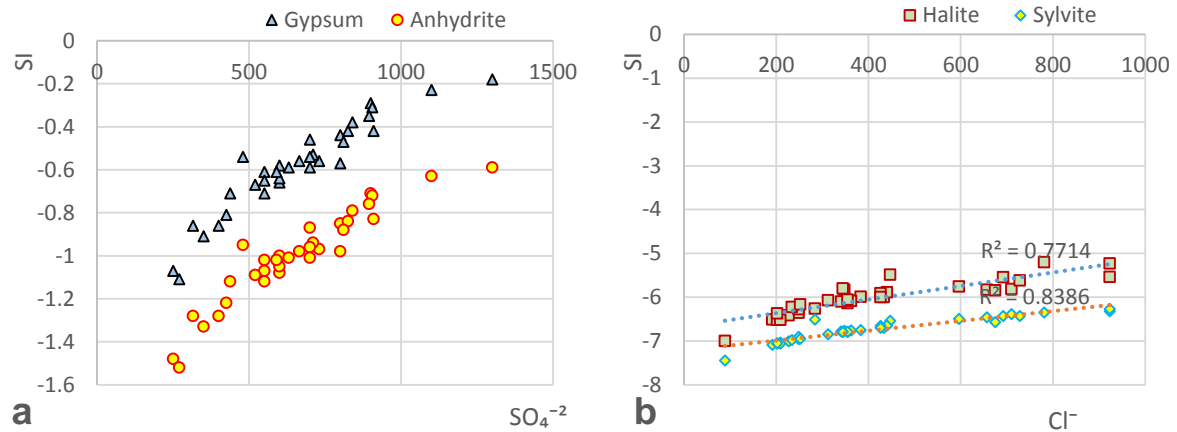 Gypsum Anhydrite
SI
0
-0.2
-0.4
-0.6
-0.8
-1
-1.2
-1.4
-1.6
0 500 1000 1500
SO₄⁻²
a
Halite Sylvite
SI
0
-1
-2
-3
-4
-5
-6
-7
-8
0 200 400 600 800 1000
R² = 0.7714
R² = 0.8386
Cl⁻
b